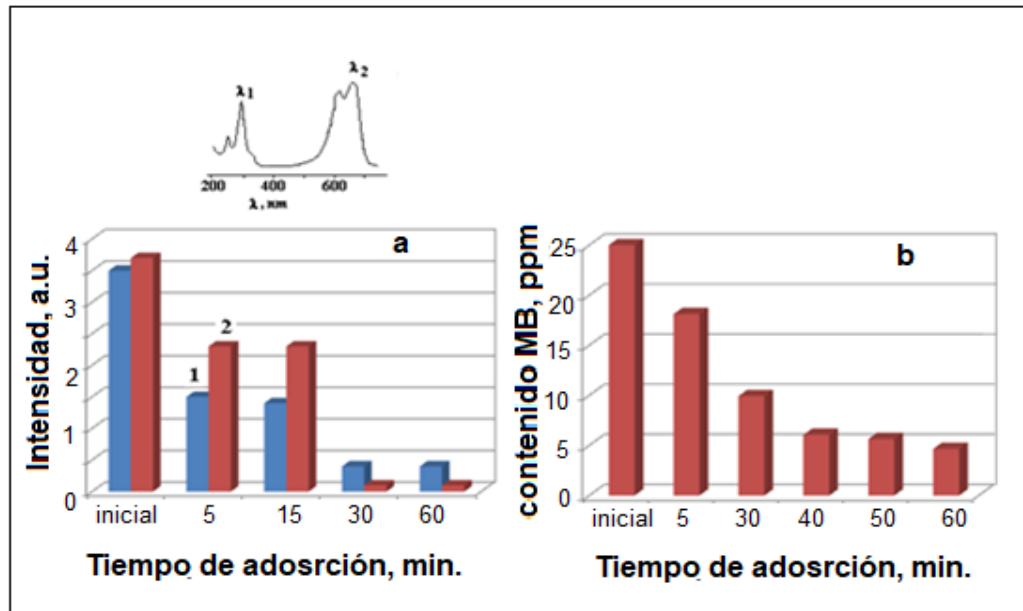 λ1
λ2
200 400 600
λ, nm
a
Intensidad, a.u.
4
3
2
1
0
1
2
inicial 5 15 30 60
Tiempo de adosrción, min.
b
contenido MB, ppm
25
20
15
10
5
0
inicial 5 30 40 50 60
Tiempo de adosrción, min.